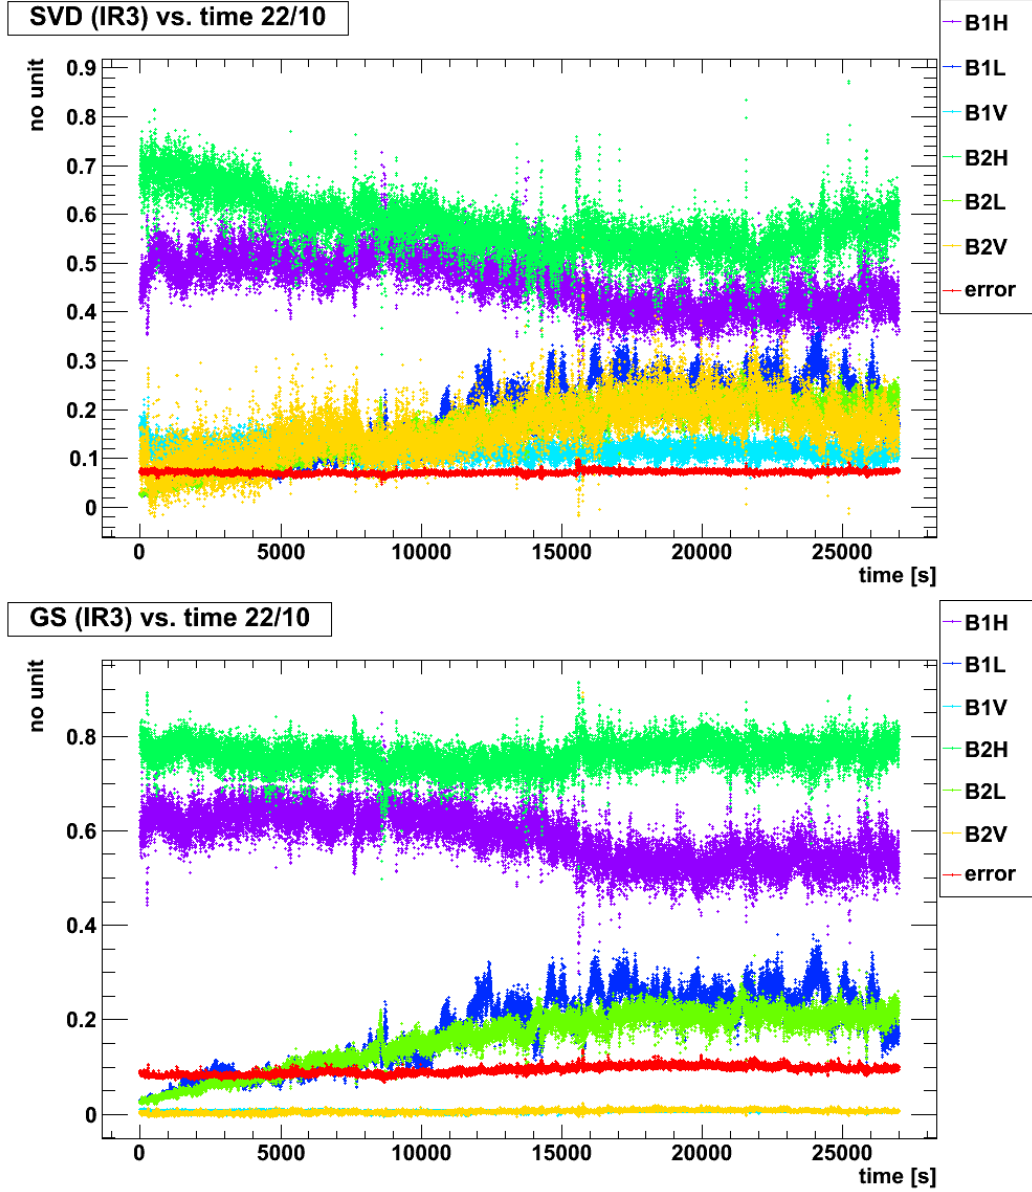 SVD (IR3) vs. time 22/10
no unit
0.9
0.8
0.7
0.6
0.5
0.4
0.3
0.2
0.1
0
0 5000 10000 15000 20000 25000
time [s]
B1H
B1L
B1V
B2H
B2L
B2V
error
GS (IR3) vs. time 22/10
no unit
0.8
0.6
0.4
0.2
0
0 5000 10000 15000 20000 25000
time [s]
B1H
B1L
B1V
B2H
B2L
B2V
error